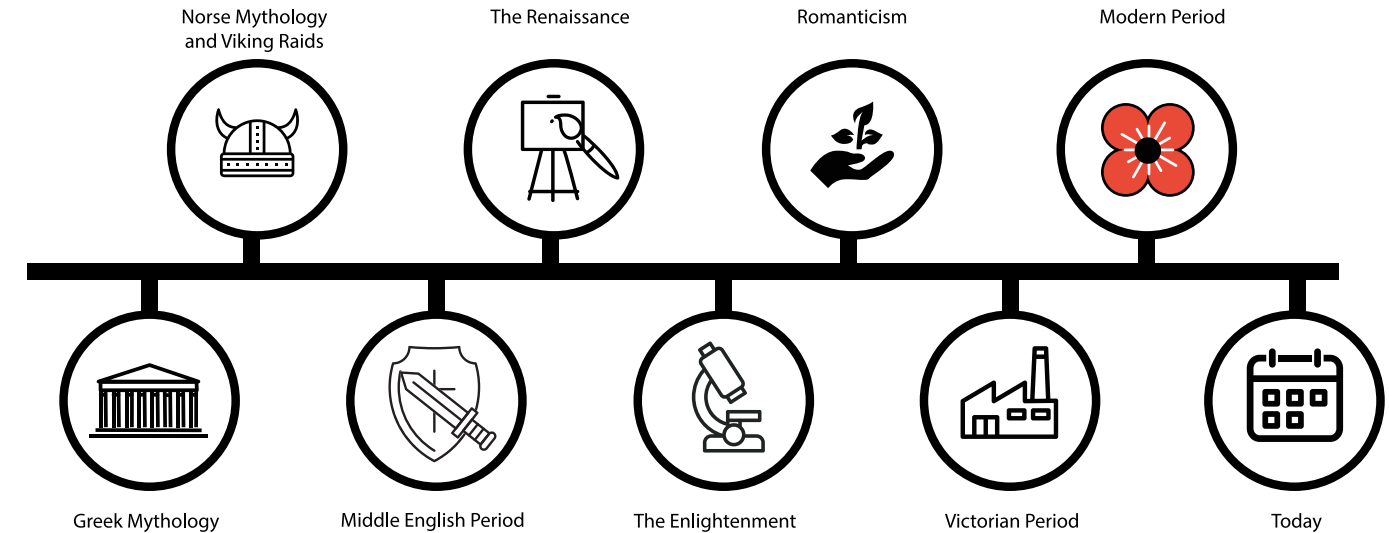 Norse Mythology
and Viking Raids
The Renaissance
Romanticism
Modern Period
Greek Mythology
Middle English Period
The Enlightenment
Victorian Period
Today